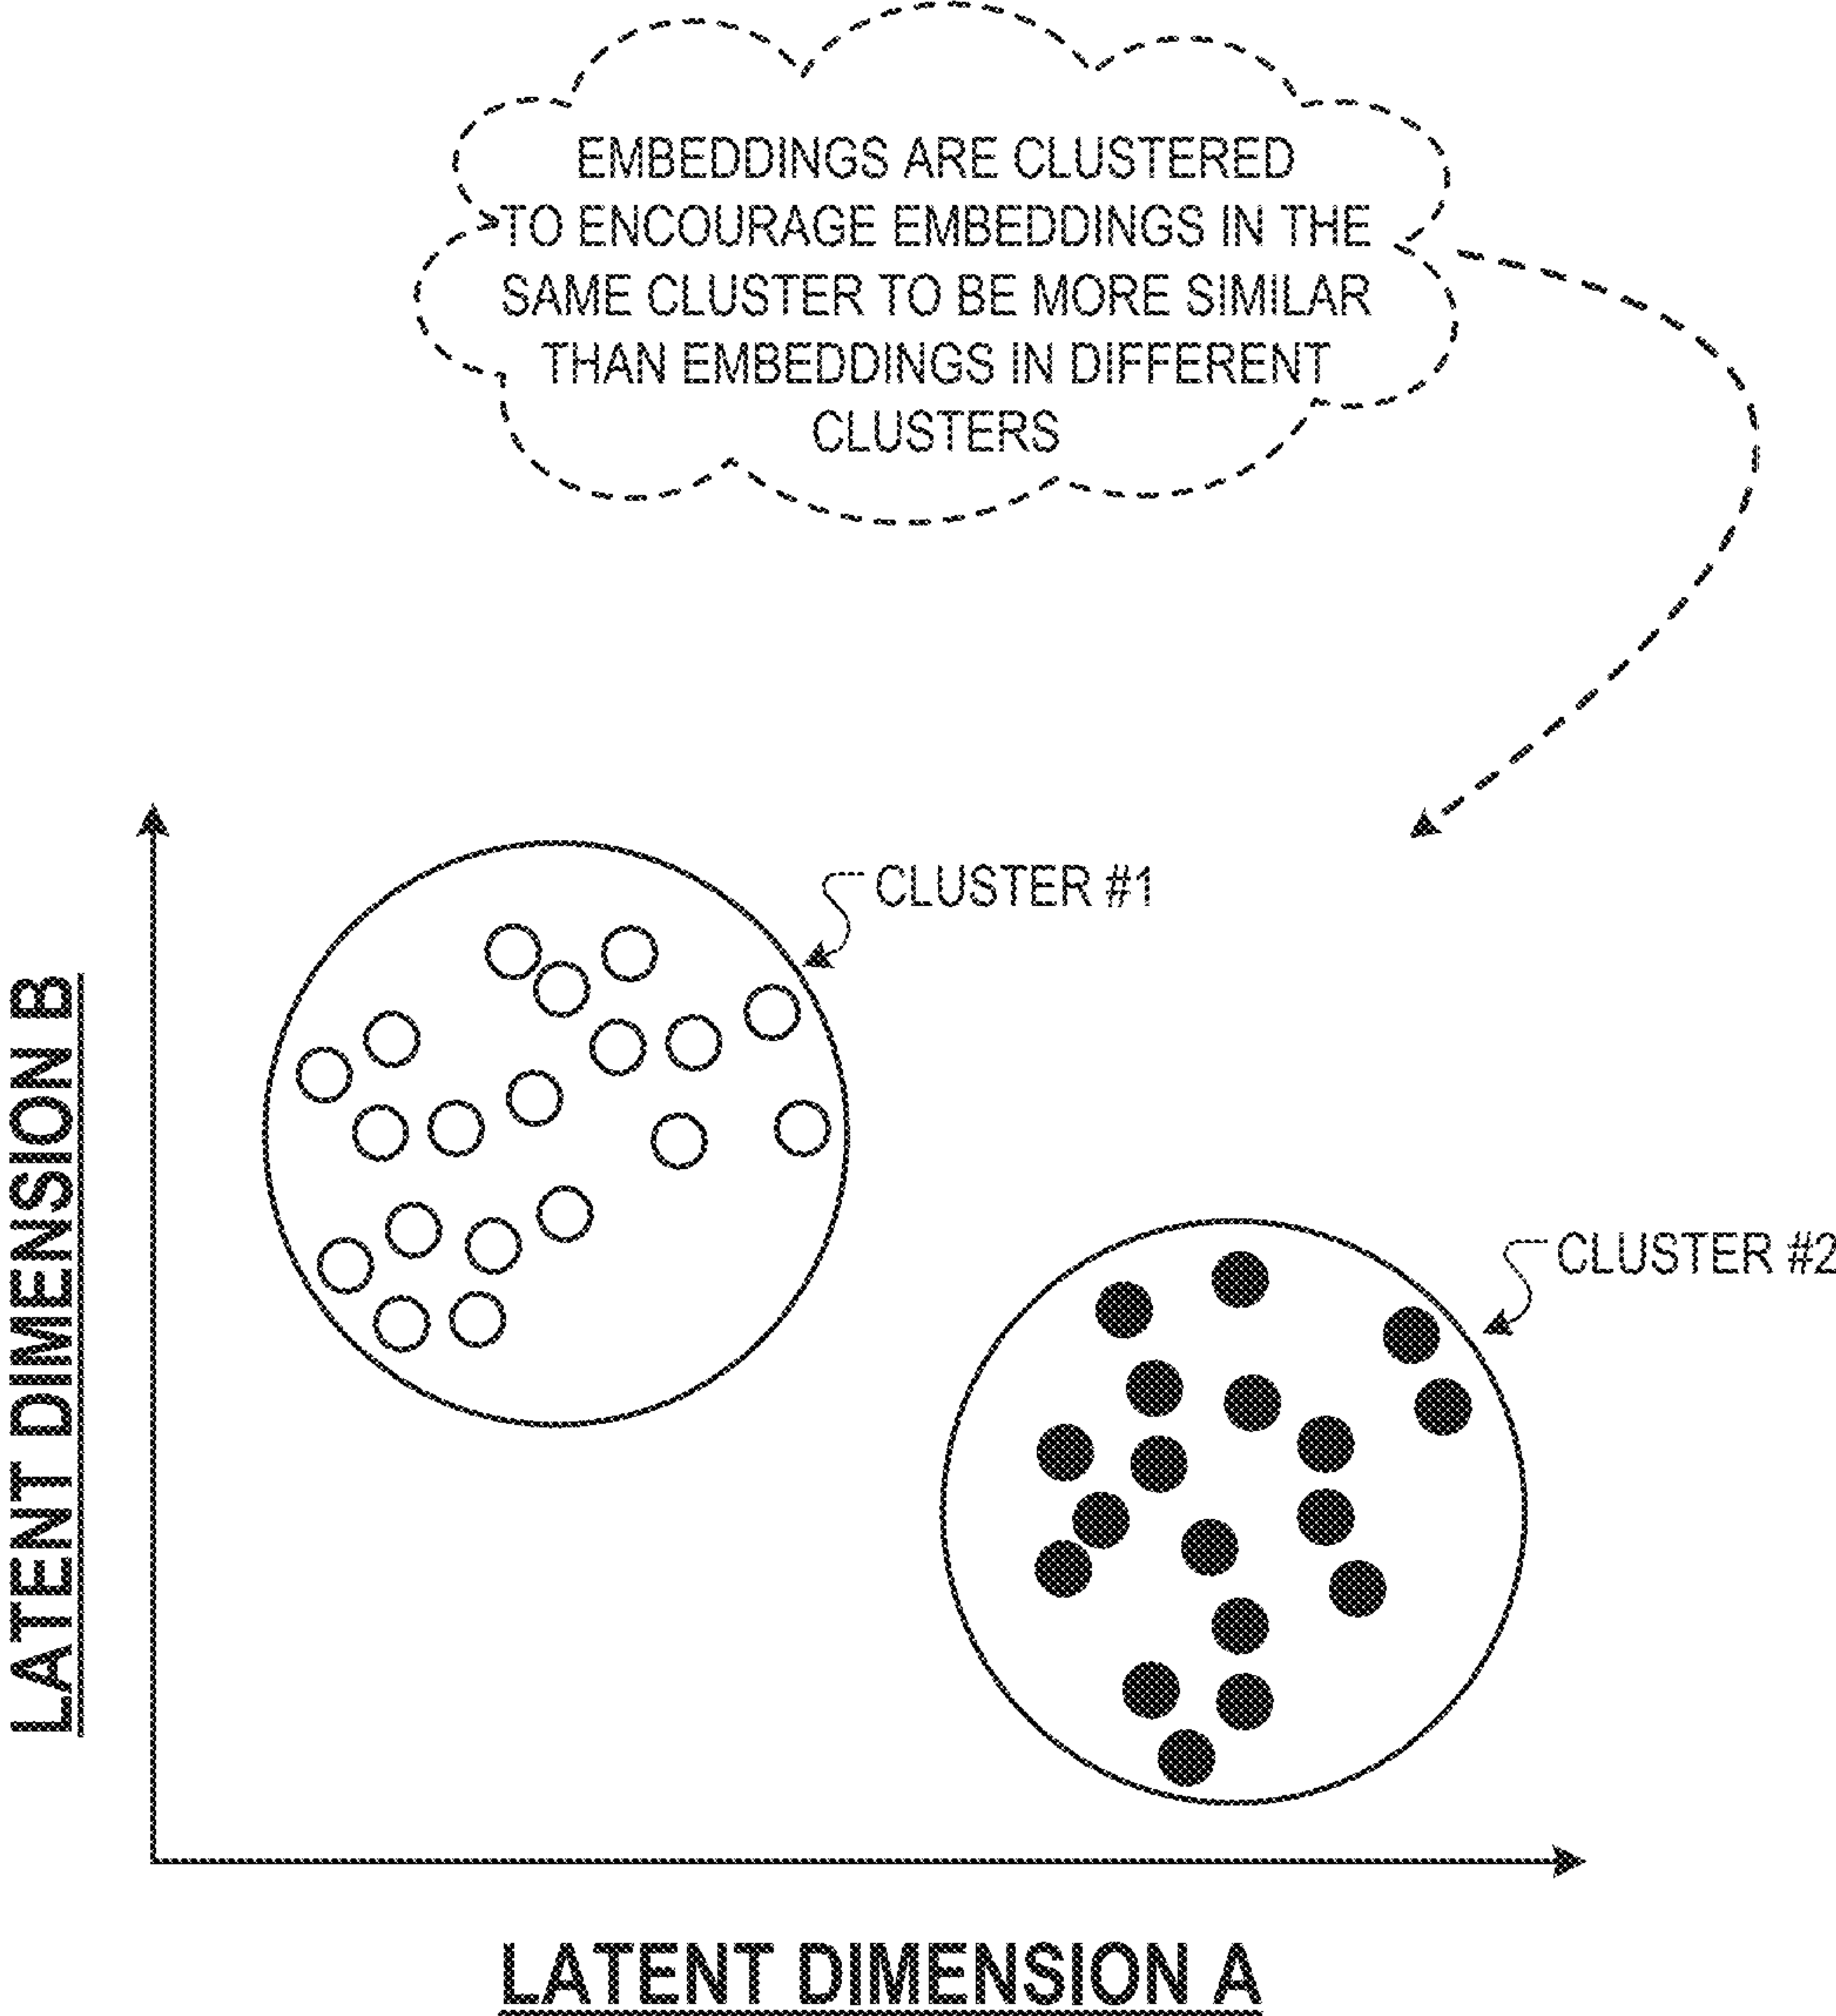 EMBEDDINGS ARE CLUSTERED
TO ENCOURAGE EMBEDDINGS IN THE
SAME CLUSTER TO BE MORE SIMILAR
THAN EMBEDDINGS IN DIFFERENT
CLUSTERS
CLUSTER #1
CLUSTER #2
LATENT DIMENSION B
LATENT DIMENSION A